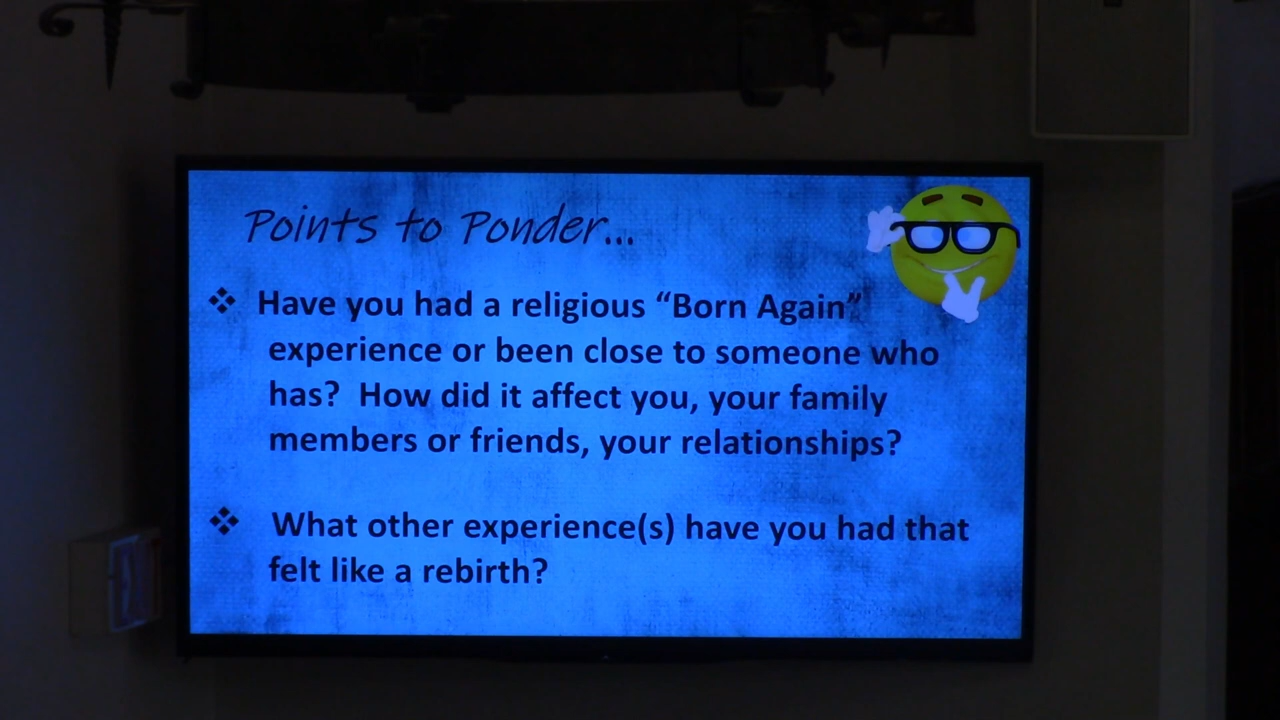 Points to Ponder...
❖ Have you had a religious “Born Again”
experience or been close to someone who
has? How did it affect you, your family
members or friends, your relationships?
❖ What other experience(s) have you had that
felt like a rebirth?